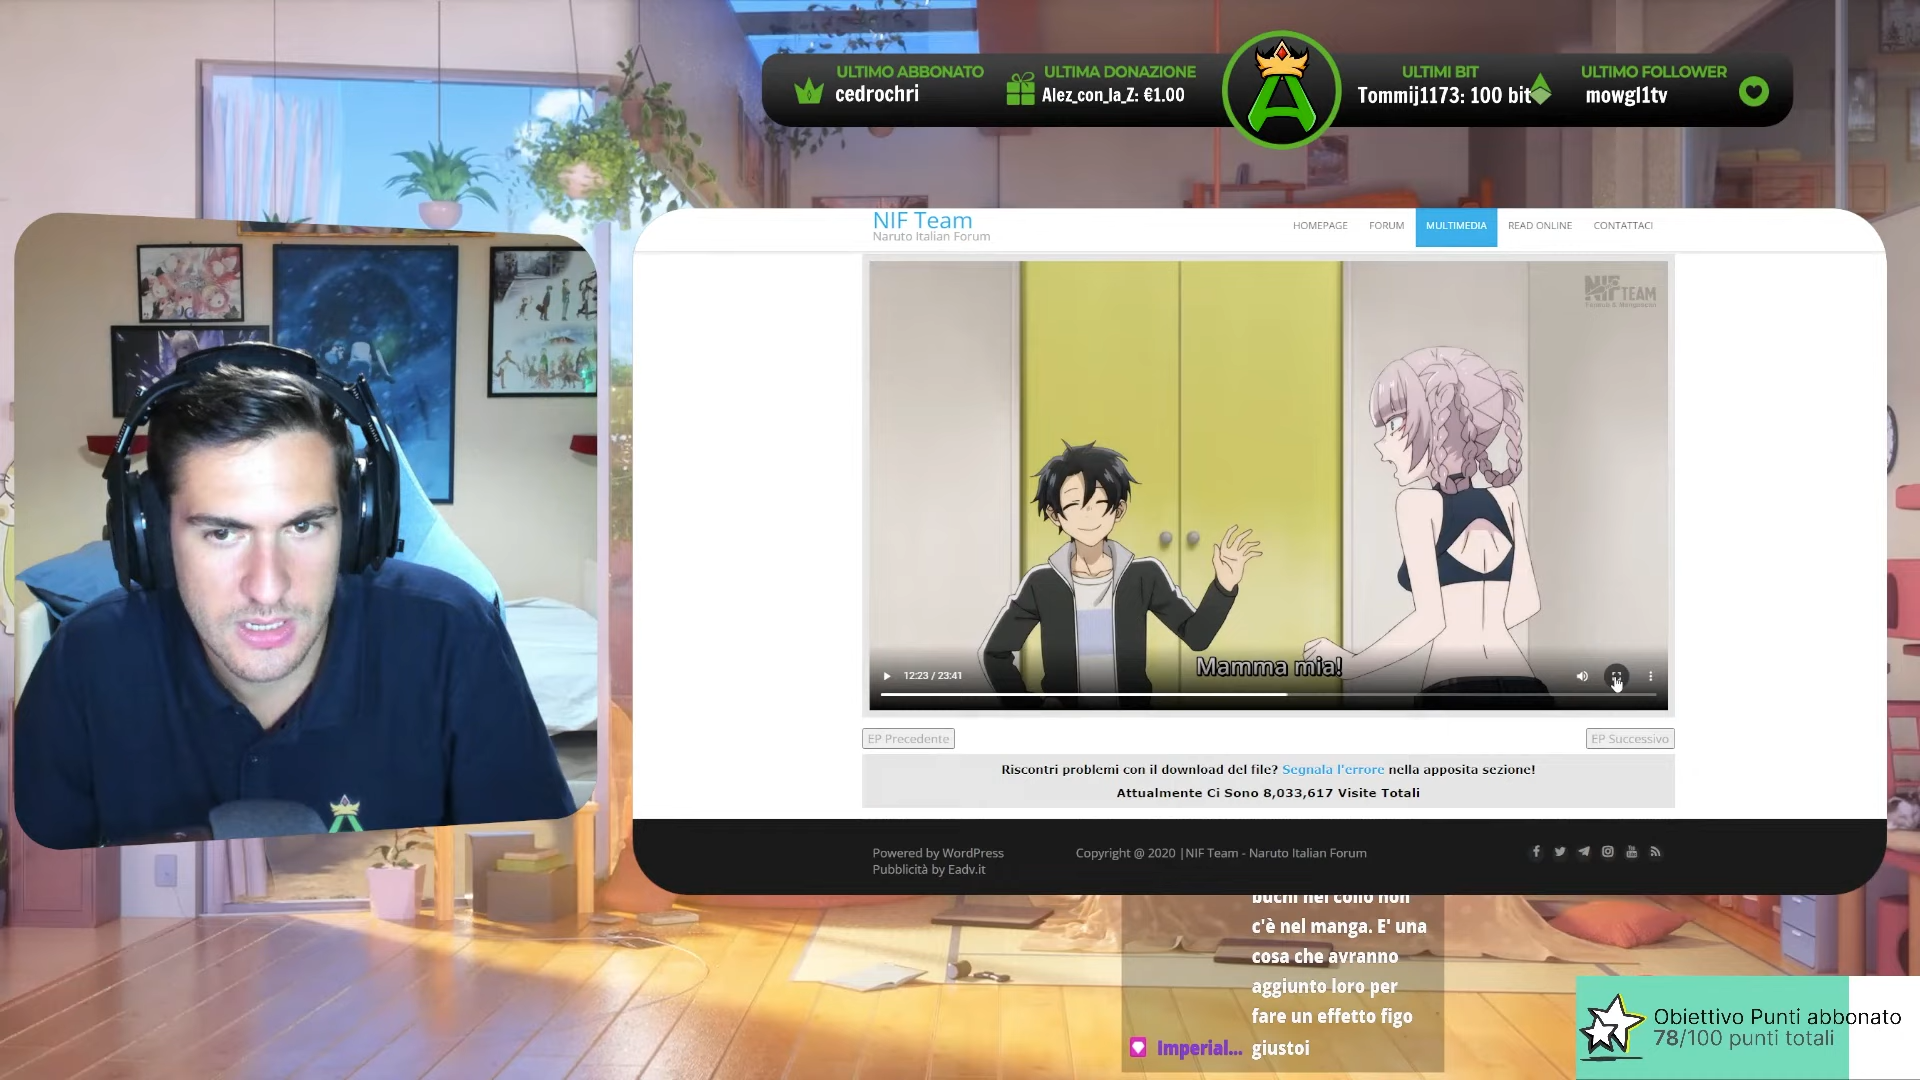 ULTIMO ABBONATO
cedrochri
ULTIMA DONAZIONE
Alez_con_la_Z: €1.00
ULTIMI BIT
Tommij1173: 100 bit
ULTIMO FOLLOWER
mowgl1tv
NIF Team
Naruto Italian Forum
HOMEPAGE
FORUM
MULTIMEDIA
READ ONLINE
CONTATTACI
NIF TEAM
Mamma mia!
12:23 / 23:41
EP Precedente
EP Successivo
Riscontri problemi con il download del file? Segnala l'errore nella apposita sezione!
Attualmente Ci Sono 8,033,617 Visite Totali
Powered by WordPress
Pubblicità by Eadv.it
Copyright @ 2020 |NIF Team - Naruto Italian Forum
buchi nel collo non
c'è nel manga. E' una
cosa che avranno
aggiunto loro per
fare un effetto figo
Imperial... giustoi
Obiettivo Punti abbonato
78/100 punti totali